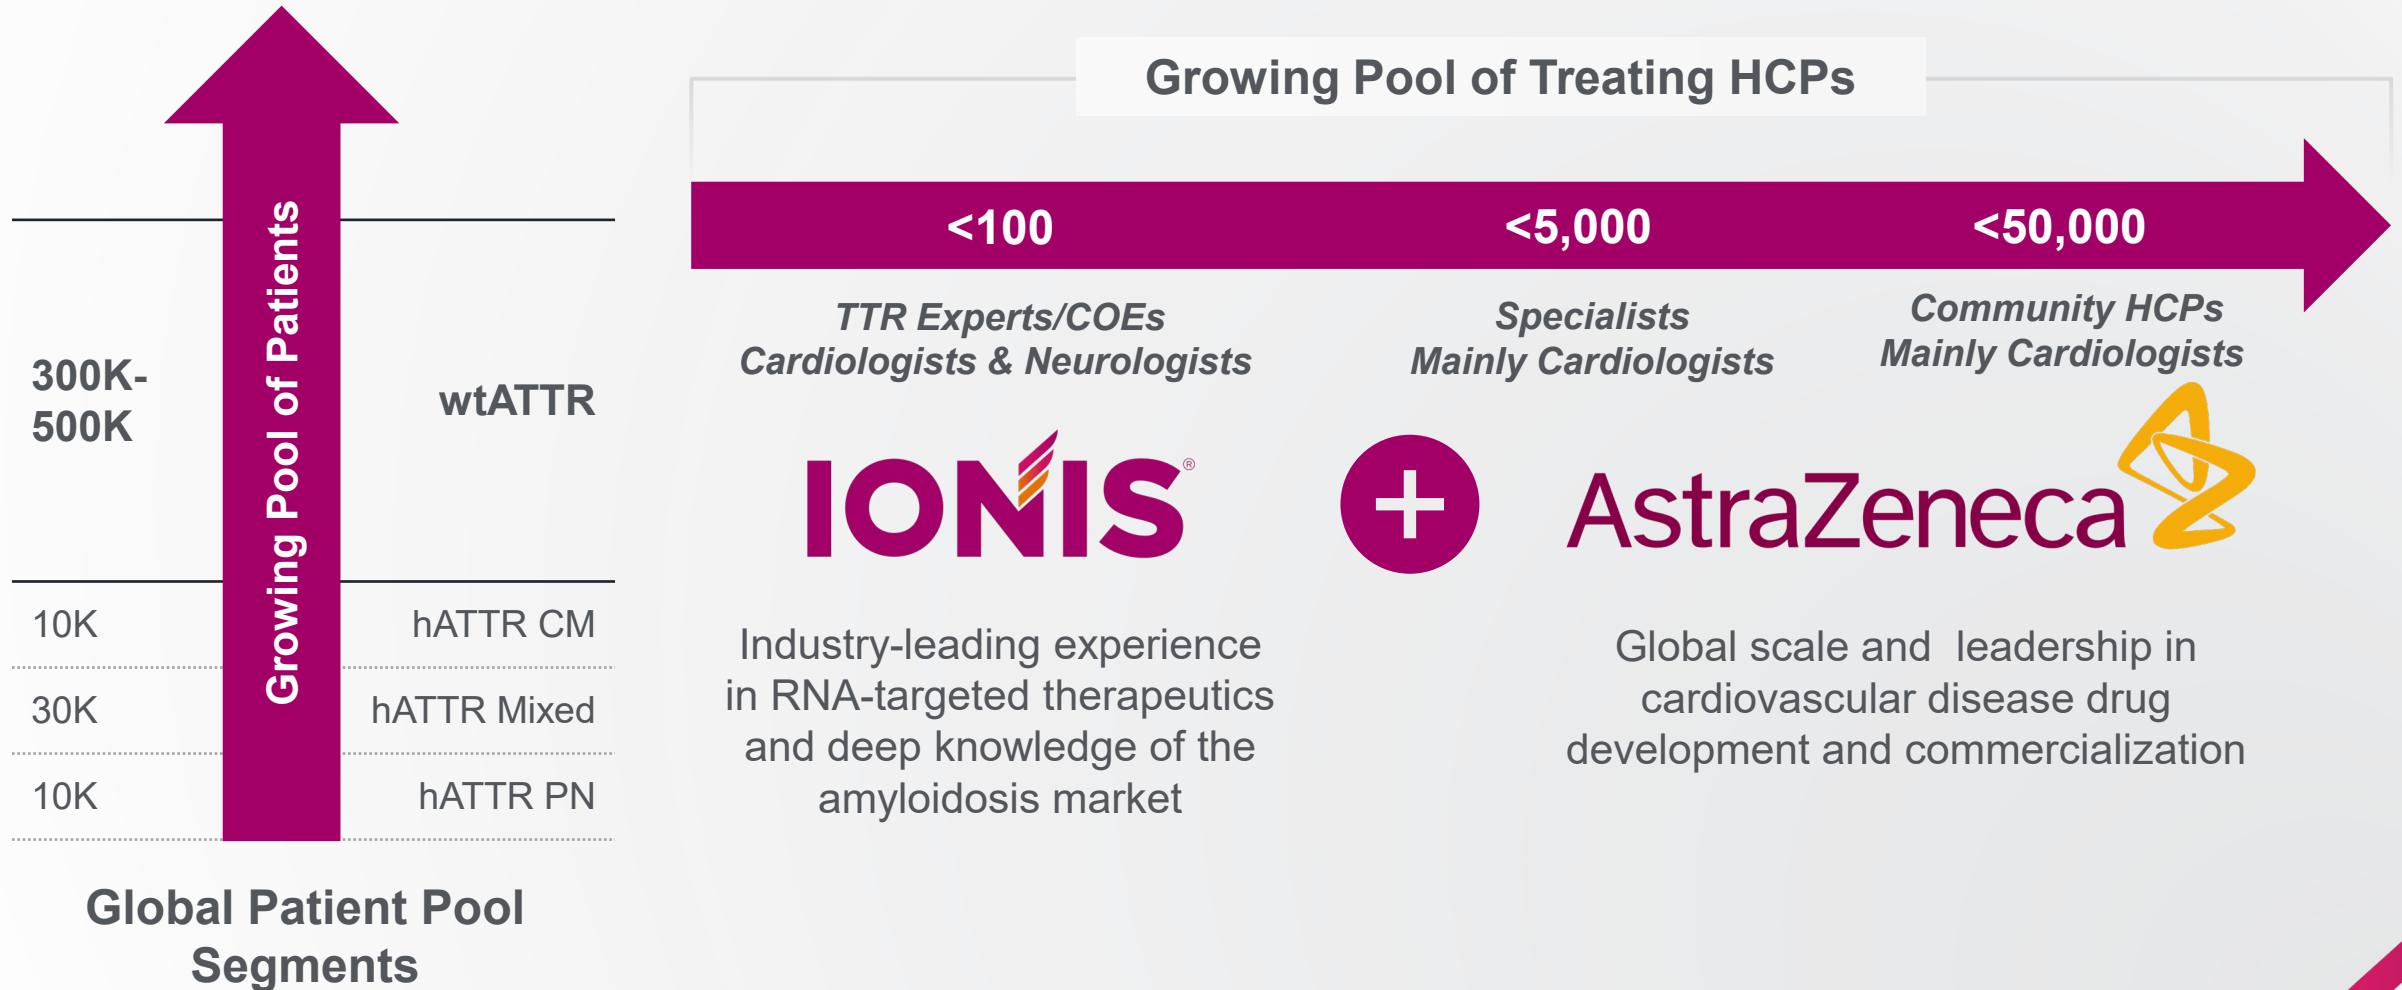 Growing Pool of Patients
300K-
500K
wtATTR
10K
hATTR CM
30K
hATTR Mixed
10K
hATTR PN
Global Patient Pool
Segments
Growing Pool of Treating HCPs
<100
<5,000
<50,000
TTR Experts/COEs
Cardiologists & Neurologists
Specialists
Mainly Cardiologists
Community HCPs
Mainly Cardiologists
IONIS®
+
AstraZeneca
Industry-leading experience
in RNA-targeted therapeutics
and deep knowledge of the
amyloidosis market
Global scale and  leadership in
cardiovascular disease drug
development and commercialization